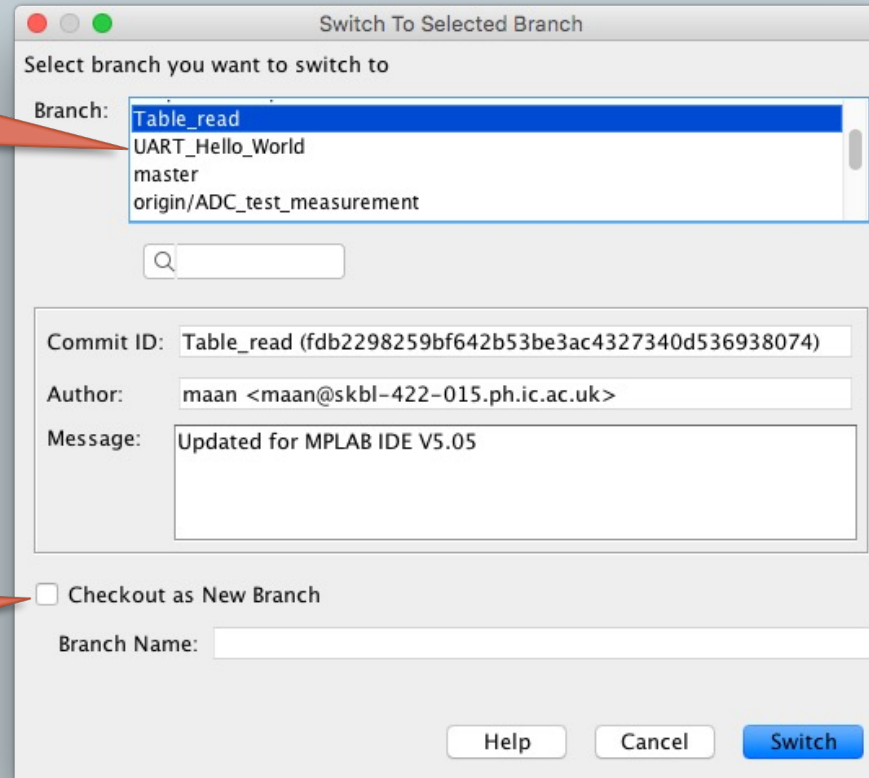 Switch To Selected Branch
Select branch you want to switch to
Branch:
Table_read
UART_Hello_World
master
origin/ADC_test_measurement
Commit ID: Table_read (fdb2298259bf642b53be3ac4327340d536938074)
Author: maan <maan@skbl-422-015.ph.ic.ac.uk>
Message: Updated for MPLAB IDE V5.05
Checkout as New Branch
Branch Name:
Help Cancel Switch